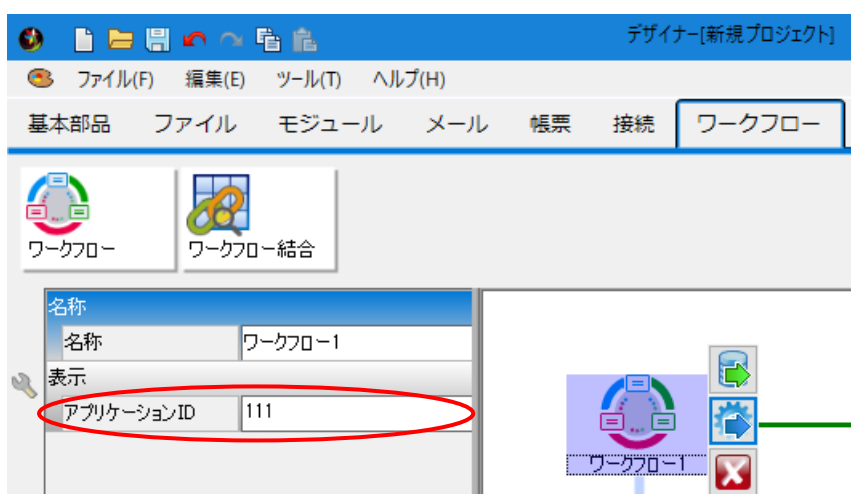 デザイナー[新規プロジェクト]
ファイル(F) 編集(E) ツール(T) ヘルプ(H)
基本部品 ファイル モジュール メール 帳票 接続 ワークフロー
ワークフロー ワークフロー結合
名称
名称 ワークフロー1
表示
アプリケーションID 111
ワークフロー1